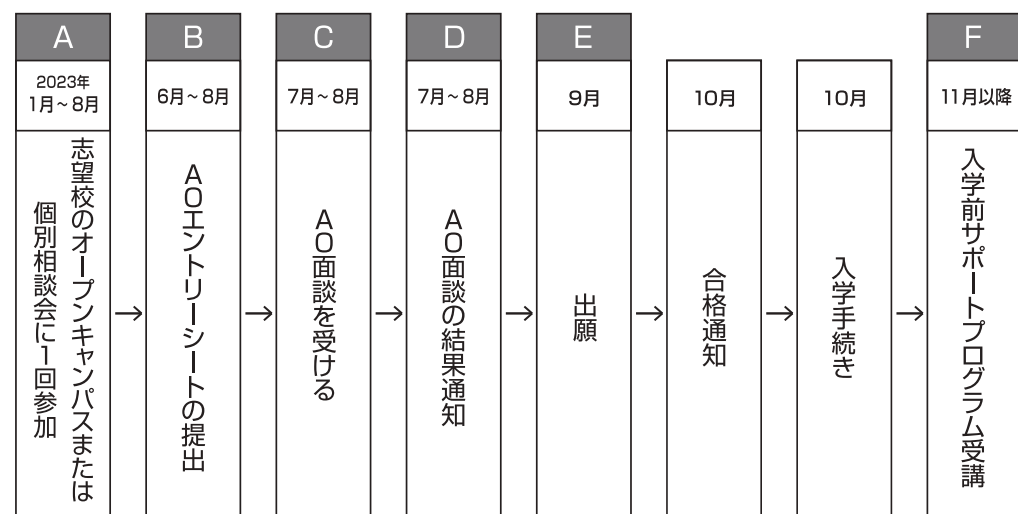 A
2023年
1月～8月
志望校のオープンキャンパスまたは
個別相談会に1回参加
B
6月～8月
AOエントリーシートの提出
C
7月～8月
AO面談を受ける
D
7月～8月
AO面談の結果通知
E
9月
出願
10月
合格通知
10月
入学手続き
F
11月以降
入学前サポートプログラム受講